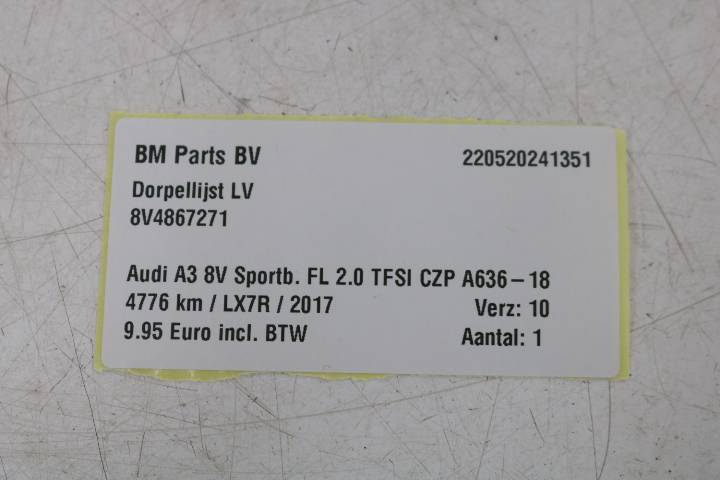 BM Parts BV 220520241351
Dorpellijst LV
8V4867271
Audi A3 8V Sportb. FL 2.0 TFSI CZP A636-18
4776 km / LX7R / 2017 Verz: 10
9.95 Euro incl. BTW Aantal: 1